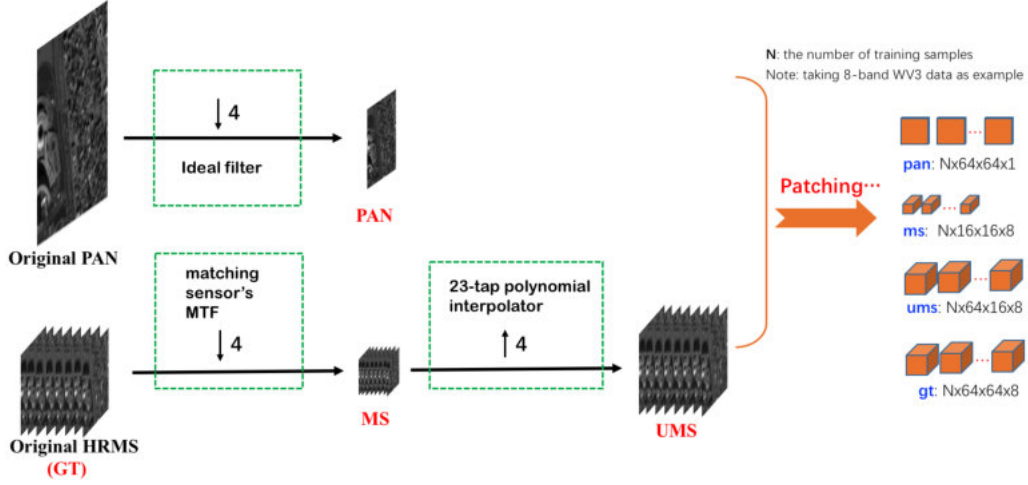 N: the number of training samples
Note: taking 8-band WV3 data as example
4
Ideal filter
PAN
Original PAN
matching
sensor's
MTF
4
23-tap polynomial
interpolator
4
Original HRMS
(GT)
MS
UMS
Patching···
pan: Nx64x64x1
ms: Nx16x16x8
ums: Nx64x16x8
gt: Nx64x64x8